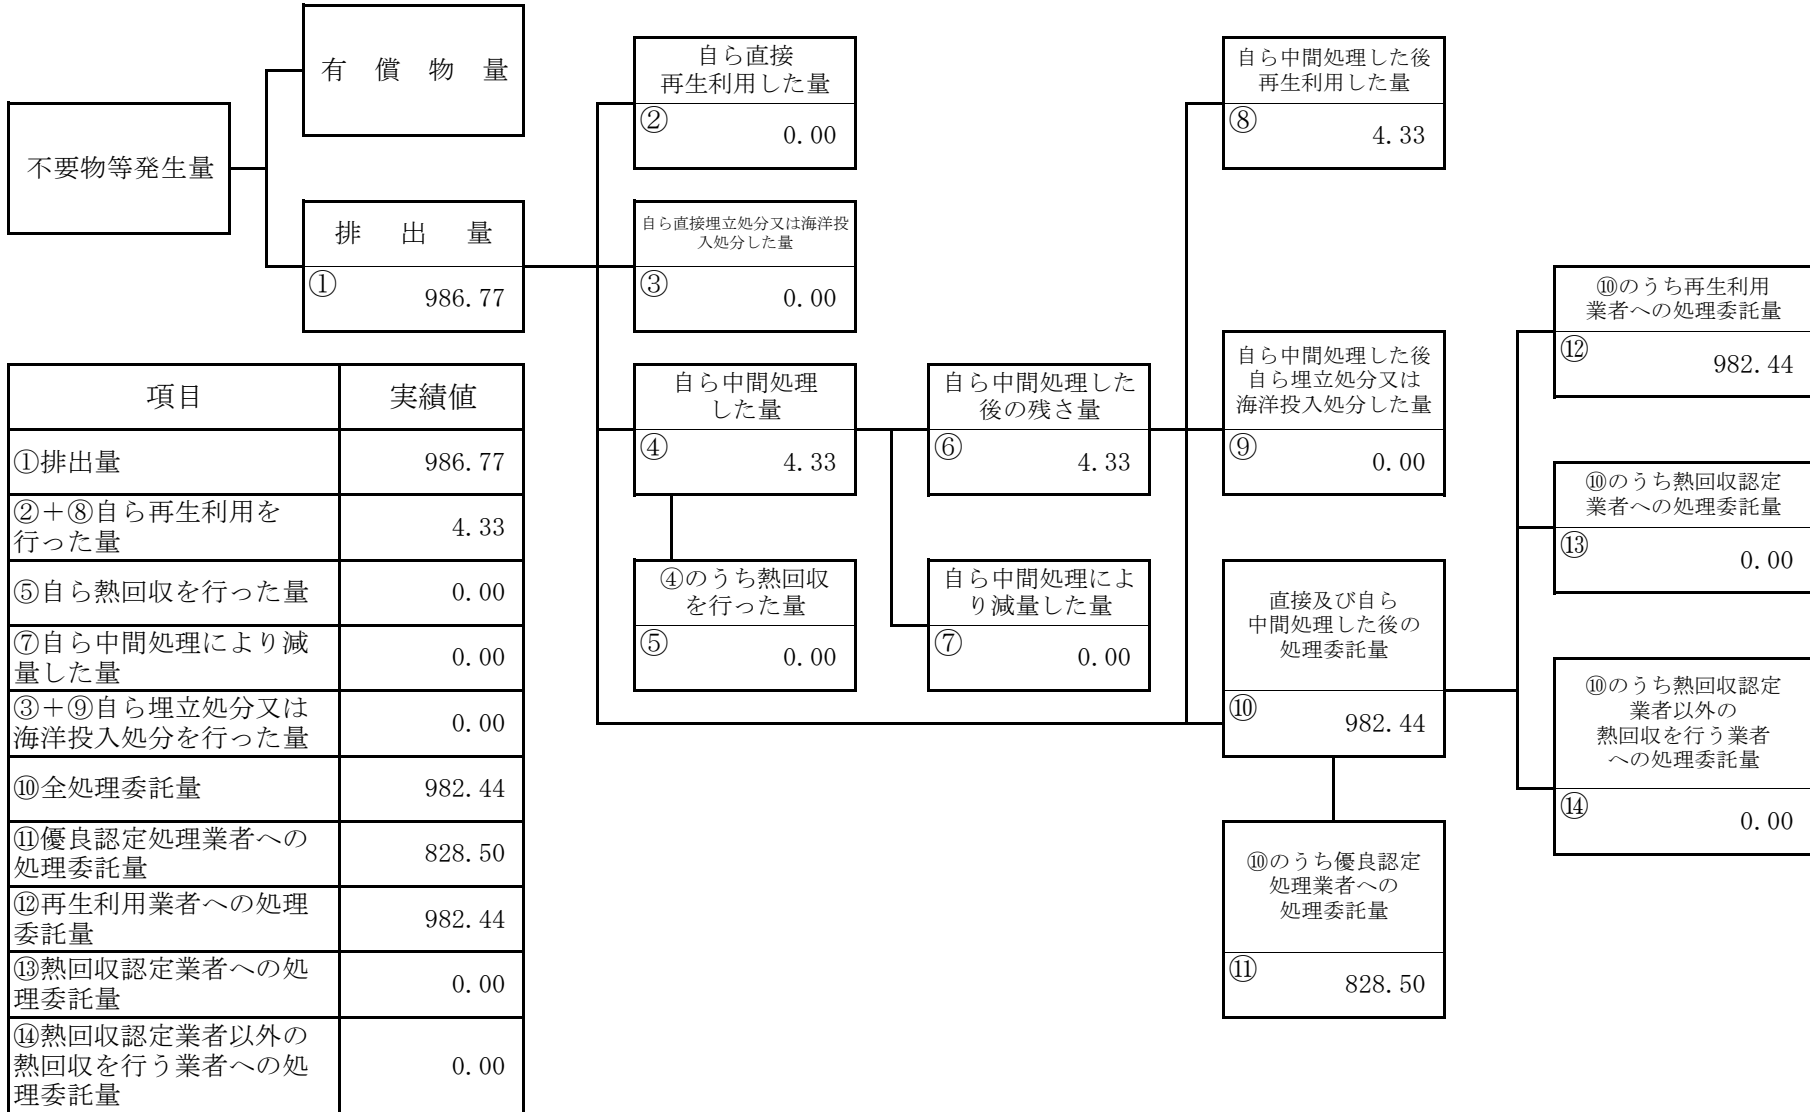 不要物等発生量
有　償　物　量
排　出　量
①
986.77
自ら直接
再生利用した量
②
0.00
自ら直接埋立処分又は海洋投
入処分した量
③
0.00
自ら中間処理
した量
④
4.33
④のうち熱回収
を行った量
⑤
0.00
自ら中間処理した
後の残さ量
⑥
4.33
自ら中間処理によ
り減量した量
⑦
0.00
自ら中間処理した後
再生利用した量
⑧
4.33
自ら中間処理した後
自ら埋立処分又は
海洋投入処分した量
⑨
0.00
直接及び自ら
中間処理した後の
処理委託量
⑩
982.44
⑩のうち優良認定
処理業者への
処理委託量
⑪
828.50
⑩のうち再生利用
業者への処理委託量
⑫
982.44
⑩のうち熱回収認定
業者への処理委託量
⑬
0.00
⑩のうち熱回収認定
業者以外の
熱回収を行う業者
への処理委託量
⑭
0.00
項目　実績値
①排出量　986.77
②＋⑧自ら再生利用を
行った量　4.33
⑤自ら熱回収を行った量　0.00
⑦自ら中間処理により減
量した量　0.00
③＋⑨自ら埋立処分又は
海洋投入処分を行った量　0.00
⑩全処理委託量　982.44
⑪優良認定処理業者への
処理委託量　828.50
⑫再生利用業者への処理
委託量　982.44
⑬熱回収認定業者への処
理委託量　0.00
⑭熱回収認定業者以外の
熱回収を行う業者への処
理委託量　0.00